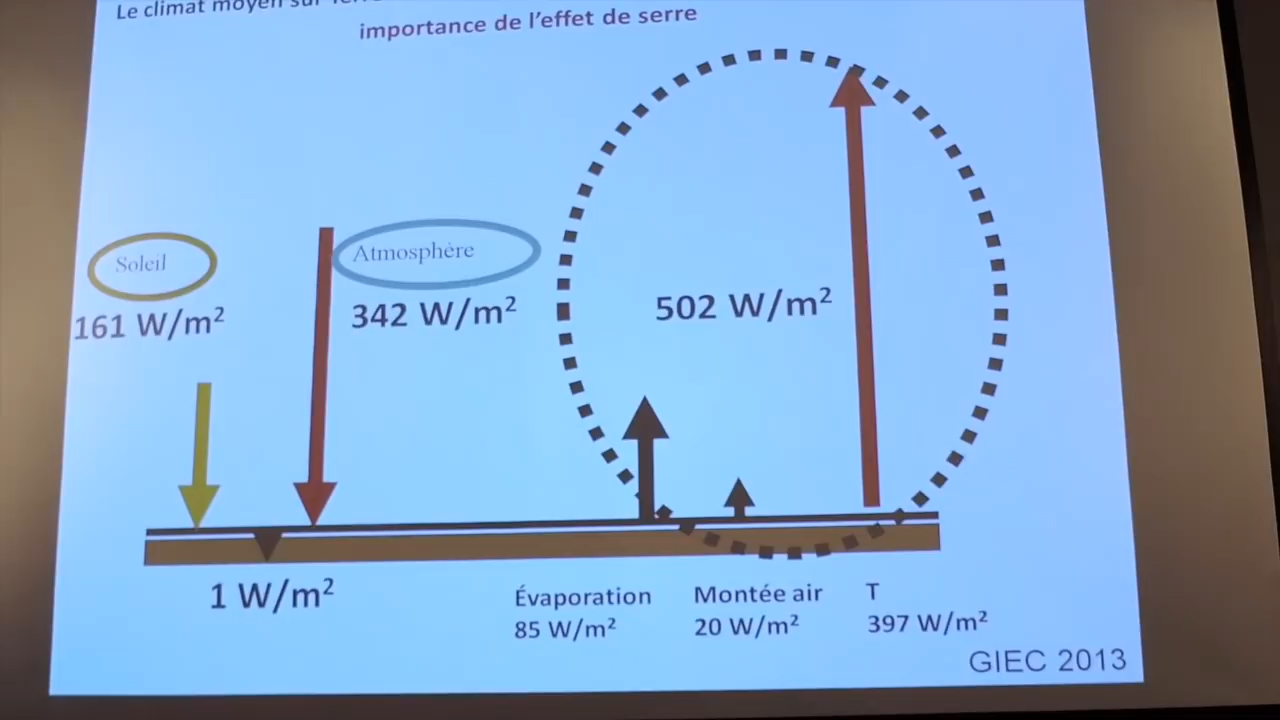 Le climat moyen sur
importance de l'effet de serre
Soleil
161 W/m²
Atmosphère
342 W/m²
502 W/m²
1 W/m²
Évaporation
85 W/m²
Montée air
20 W/m²
T
397 W/m²
GIEC 2013